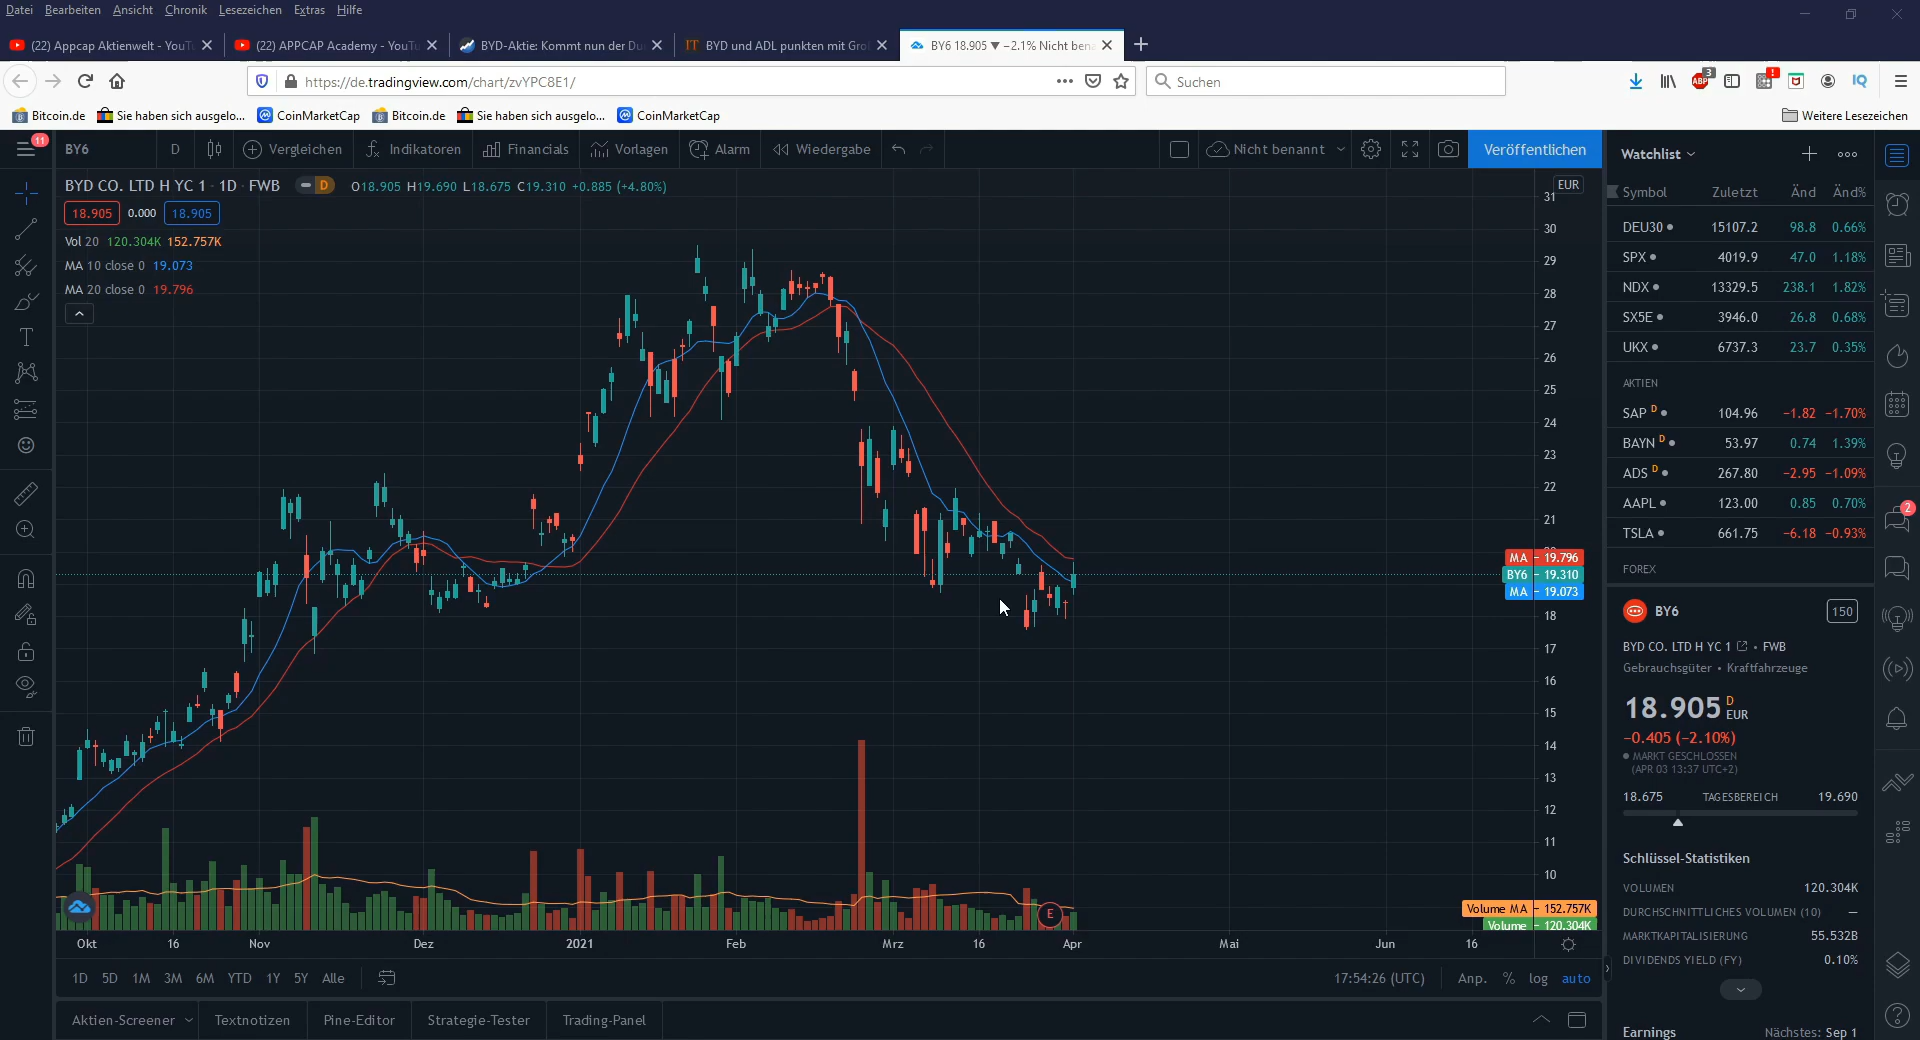 Datei Bearbeiten Ansicht Chronik Lesezeichen Extras Hilfe
(22) Appcap Aktienwelt - YouTu
(22) APPCAP Academy - YouTu
BYD-Aktie: Kommt nun der Du
BYD und ADL punkten mit Gro
BY6 18.905 ▼ −2.1% Nicht ben
https://de.tradingview.com/chart/zvYPC8E1/
Suchen
ABP 3
Bitcoin.de Sie haben sich ausgelo... CoinMarketCap Bitcoin.de Sie haben sich ausgelo... CoinMarketCap Weitere Lesezeichen
11
BY6 D Vergleichen Indikatoren Financials Vorlagen Alarm Wiedergabe Nicht benannt Veröffentlichen
BYD CO. LTD H YC 1 · 1D · FWB D O18.905 H19.690 L18.675 C19.310 +0.885 (+4.80%)
18.905 0.000 18.905
Vol 20 120.304K 152.757K
MA 10 close 0 19.073
MA 20 close 0 19.796
EUR
31
30
29
28
27
26
25
24
23
22
21
MA 19.796
BY6 19.310
MA 19.073
18
17
16
15
14
13
12
11
10
Volume MA 152.757K
Volume 120.304K
E
Okt 16 Nov Dez 2021 Feb Mrz 16 Apr Mai Jun 16
1D 5D 1M 3M 6M YTD 1Y 5Y Alle 17:54:26 (UTC) Anp. % log auto
Aktien-Screener Textnotizen Pine-Editor Strategie-Tester Trading-Panel
Watchlist
Symbol Zuletzt Änd Änd%
DEU30 15107.2 98.8 0.66%
SPX 4019.9 47.0 1.18%
NDX 13329.5 238.1 1.82%
SX5E 3946.0 26.8 0.68%
UKX 6737.3 23.7 0.35%
AKTIEN
SAP D 104.96 −1.82 −1.70%
BAYN D 53.97 0.74 1.39%
ADS D 267.80 −2.95 −1.09%
AAPL 123.00 0.85 0.70%
TSLA 661.75 −6.18 −0.93%
FOREX
2
BY6 150
BYD CO. LTD H YC 1 • FWB
Gebrauchsgüter • Kraftfahrzeuge
18.905 D EUR
−0.405 (−2.10%)
MARKT GESCHLOSSEN
(APR 03 13:37 UTC+2)
18.675 TAGESBEREICH 19.690
Schlüssel-Statistiken
VOLUMEN 120.304K
DURCHSCHNITTLICHES VOLUMEN (10) —
MARKTKAPITALISIERUNG 55.532B
DIVIDENDS YIELD (FY) 0.10%
Earnings Nächstes: Sep 1